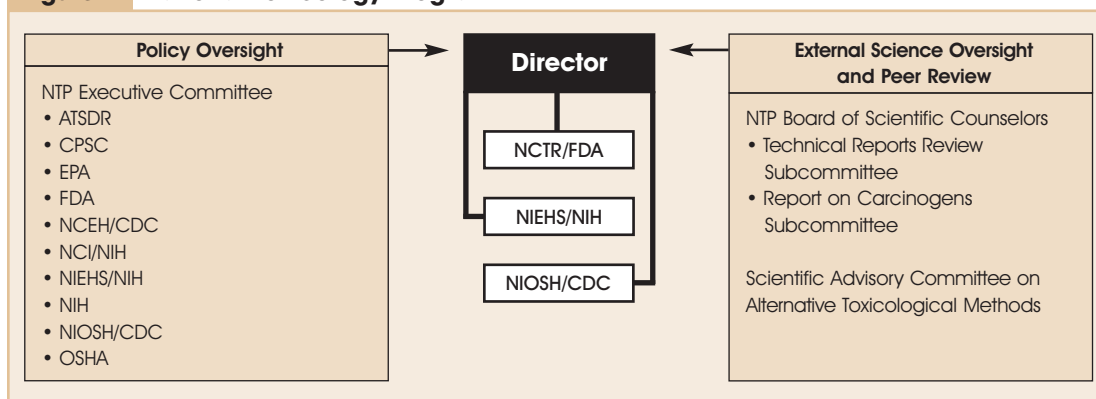 Policy Oversight
NTP Executive Committee
• ATSDR
• CPSC
• EPA
• FDA
• NCEH/CDC
• NCI/NIH
• NIEHS/NIH
• NIH
• NIOSH/CDC
• OSHA
Director
NCTR/FDA
NIEHS/NIH
NIOSH/CDC
External Science Oversight
and Peer Review
NTP Board of Scientific Counselors
• Technical Reports Review
Subcommittee
• Report on Carcinogens
Subcommittee
Scientific Advisory Committee on
Alternative Toxicological Methods